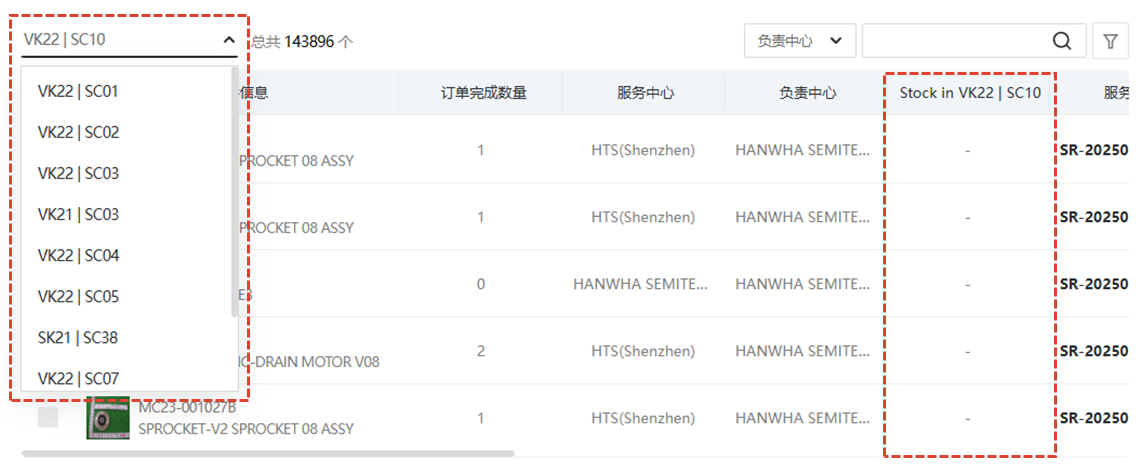 VK22 | SC10
总共 143896 个
负责中心
VK22 | SC01
VK22 | SC02
VK22 | SC03
VK21 | SC03
VK22 | SC04
VK22 | SC05
SK21 | SC38
VK22 | SC07
信息 订单完成数量 服务中心 负责中心 Stock in VK22 | SC10 服务
PROCKET 08 ASSY 1 HTS(Shenzhen) HANWHA SEMITE... - SR-20250
PROCKET 08 ASSY 1 HTS(Shenzhen) HANWHA SEMITE... - SR-20250
0 HANWHA SEMITE... HANWHA SEMITE... - SR-20250
IC-DRAIN MOTOR V08 2 HTS(Shenzhen) HANWHA SEMITE... - SR-20250
MC23-001027B
SPROCKET-V2 SPROCKET 08 ASSY 1 HTS(Shenzhen) HANWHA SEMITE... - SR-20250